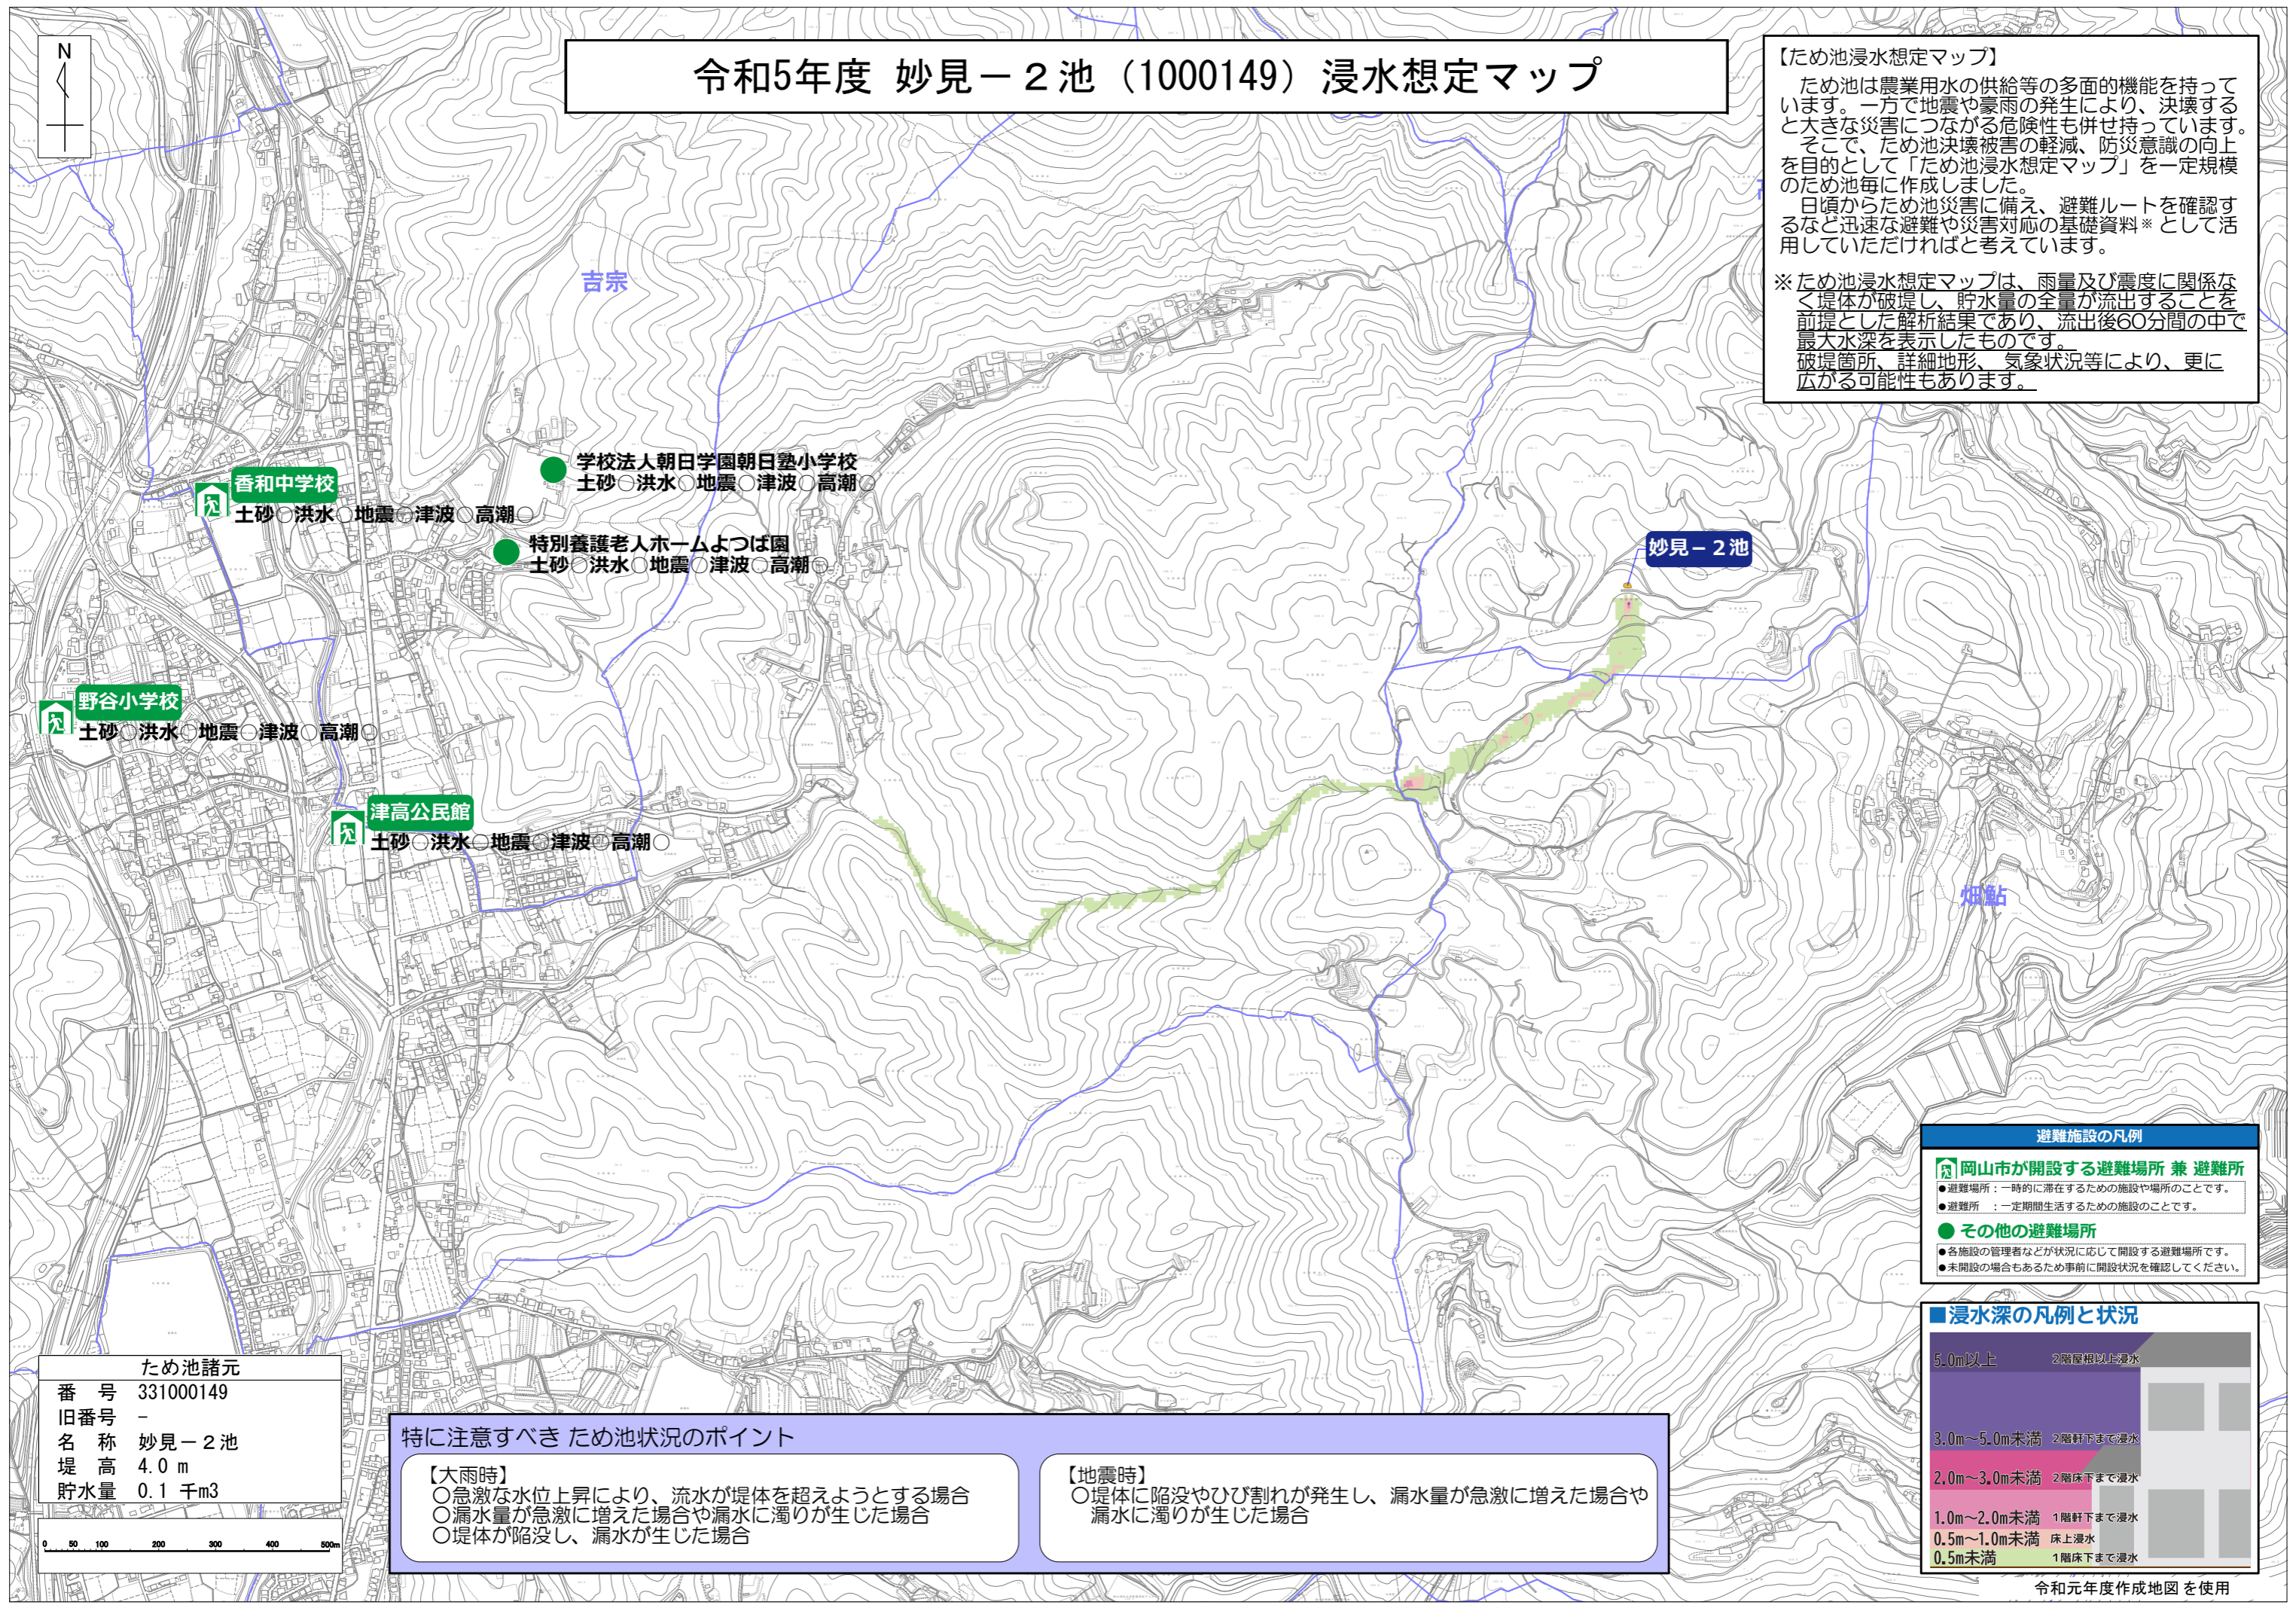 N
令和5年度 妙見－２池（1000149）浸水想定マップ
【ため池浸水想定マップ】
ため池は農業用水の供給等の多面的機能を持って
います。一方で地震や豪雨の発生により、決壊する
と大きな災害につながる危険性も併せ持っています。
そこで、ため池決壊被害の軽減、防災意識の向上
を目的として「ため池浸水想定マップ」を一定規模
のため池毎に作成しました。
日頃からため池災害に備え、避難ルートを確認す
るなど迅速な避難や災害対応の基礎資料※として活
用していただければと考えています。
※ため池浸水想定マップは、雨量及び震度に関係な
く堤体が破堤し、貯水量の全量が流出することを
前提とした解析結果であり、流出後60分間の中で
最大水深を表示したものです。
破堤箇所、詳細地形、気象状況等により、更に
広がる可能性もあります。
吉宗
学校法人朝日学園朝日塾小学校
土砂○洪水○地震○津波○高潮○
香和中学校
土砂○洪水○地震○津波○高潮○
特別養護老人ホームよつば園
土砂○洪水○地震○津波○高潮○
妙見－２池
野谷小学校
土砂○洪水○地震○津波○高潮○
津高公民館
土砂○洪水○地震○津波○高潮○
畑鮎
避難施設の凡例
岡山市が開設する避難場所 兼 避難所
●避難場所：一時的に滞在するための施設や場所のことです。
●避難所　：一定期間生活するための施設のことです。
● その他の避難場所
●各施設の管理者などが状況に応じて開設する避難場所です。
●未開設の場合もあるため事前に開設状況を確認してください。
■浸水深の凡例と状況
5.0m以上 2階屋根以上浸水
3.0m～5.0m未満 2階軒下まで浸水
2.0m～3.0m未満 2階床下まで浸水
1.0m～2.0m未満 1階軒下まで浸水
0.5m～1.0m未満 床上浸水
0.5m未満 1階床下まで浸水
令和元年度作成地図を使用
ため池諸元
番　号 331000149
旧番号 -
名　称 妙見－２池
堤　高 4.0 m
貯水量 0.1 千m3
0 50 100 200 300 400 500m
特に注意すべき ため池状況のポイント
【大雨時】
○急激な水位上昇により、流水が堤体を超えようとする場合
○漏水量が急激に増えた場合や漏水に濁りが生じた場合
○堤体が陥没し、漏水が生じた場合
【地震時】
○堤体に陥没やひび割れが発生し、漏水量が急激に増えた場合や
漏水に濁りが生じた場合